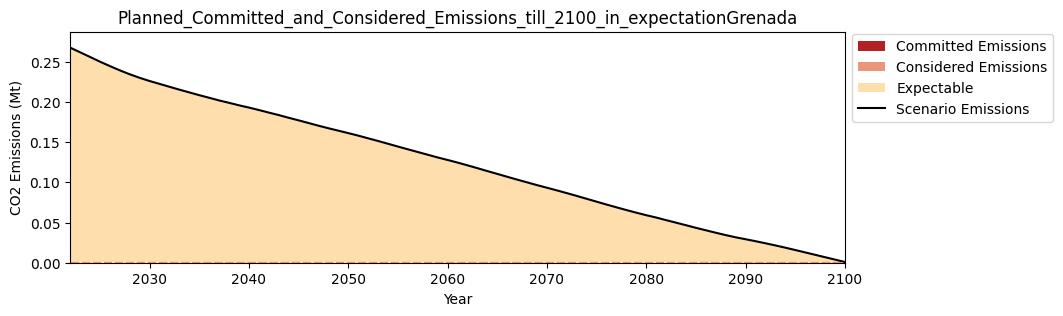 Planned_Committed_and_Considered_Emissions_till_2100_in_expectationGrenada
CO2 Emissions (Mt)
0.25
0.20
0.15
0.10
0.05
0.00
2030 2040 2050 2060 2070 2080 2090 2100
Year
Committed Emissions
Considered Emissions
Expectable
Scenario Emissions